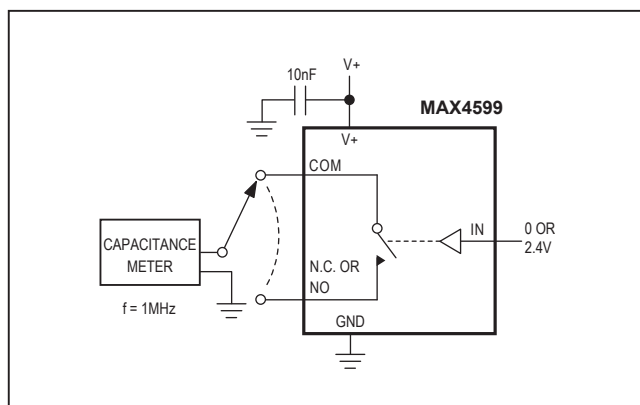 V+
10nF
MAX4599
V+
COM
IN
0 OR
2.4V
CAPACITANCE
METER
N.C. OR
NO
f = 1MHz
GND